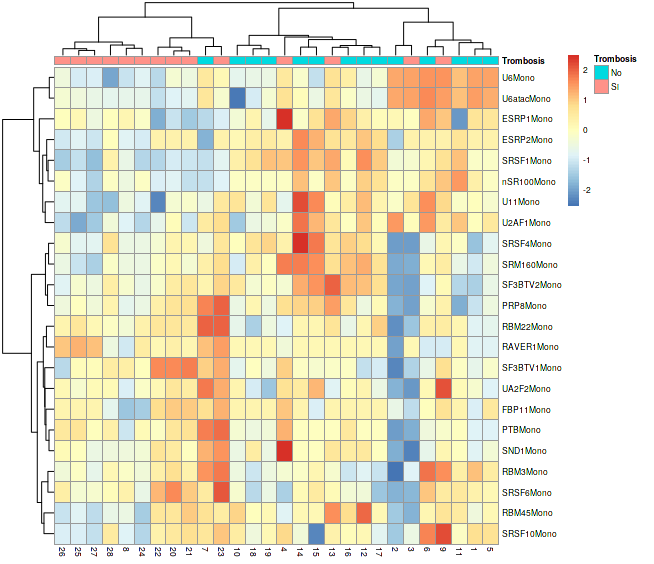 Trombosis
U6Mono
U6atacMono
ESRP1Mono
ESRP2Mono
SRSF1Mono
nSR100Mono
U11Mono
U2AF1Mono
SRSF4Mono
SRM160Mono
SF3BTV2Mono
PRP8Mono
RBM22Mono
RAVER1Mono
SF3BTV1Mono
UA2F2Mono
FBP11Mono
PTBMono
SND1Mono
RBM3Mono
SRSF6Mono
RBM45Mono
SRSF10Mono
26 25 27 28 8 24 22 20 21 7 23 10 18 19 4 14 15 13 16 12 17 2 3 6 9 11 1 5
2
1
0
-1
-2
Trombosis
No
SI